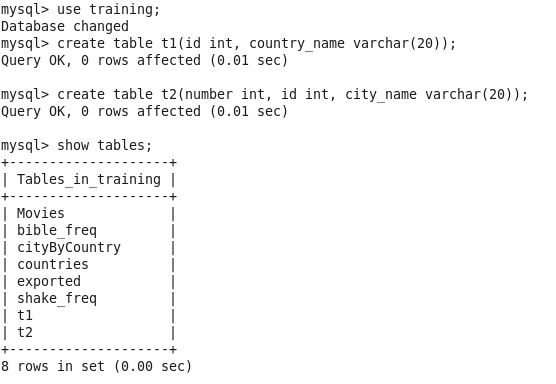 mysql> use training;
Database changed
mysql> create table t1(id int, country_name varchar(20));
Query OK, 0 rows affected (0.01 sec)

mysql> create table t2(number int, id int, city_name varchar(20));
Query OK, 0 rows affected (0.01 sec)

mysql> show tables;
+--------------------+
| Tables_in_training |
+--------------------+
| Movies             |
| bible_freq         |
| cityByCountry      |
| countries          |
| exported           |
| shake_freq         |
| t1                 |
| t2                 |
+--------------------+
8 rows in set (0.00 sec)